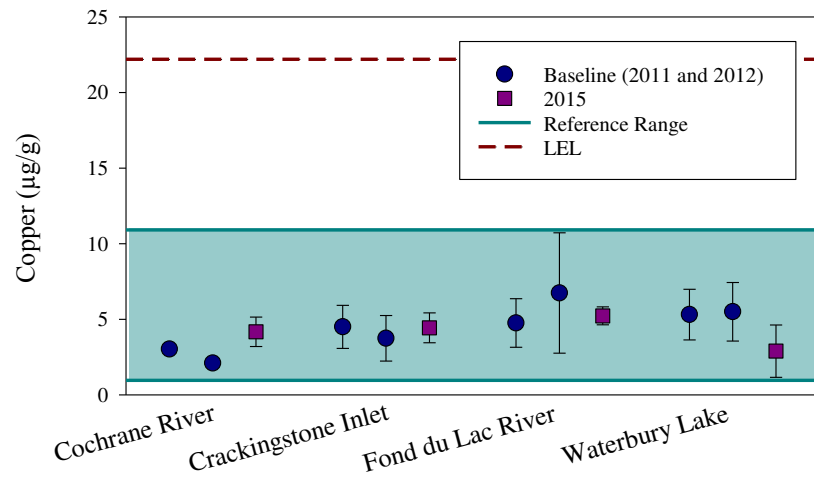 25
20
15
10
5
0
Copper (µg/g)
Baseline (2011 and 2012)
2015
Reference Range
LEL
Cochrane River
Crackingstone Inlet
Fond du Lac River
Waterbury Lake